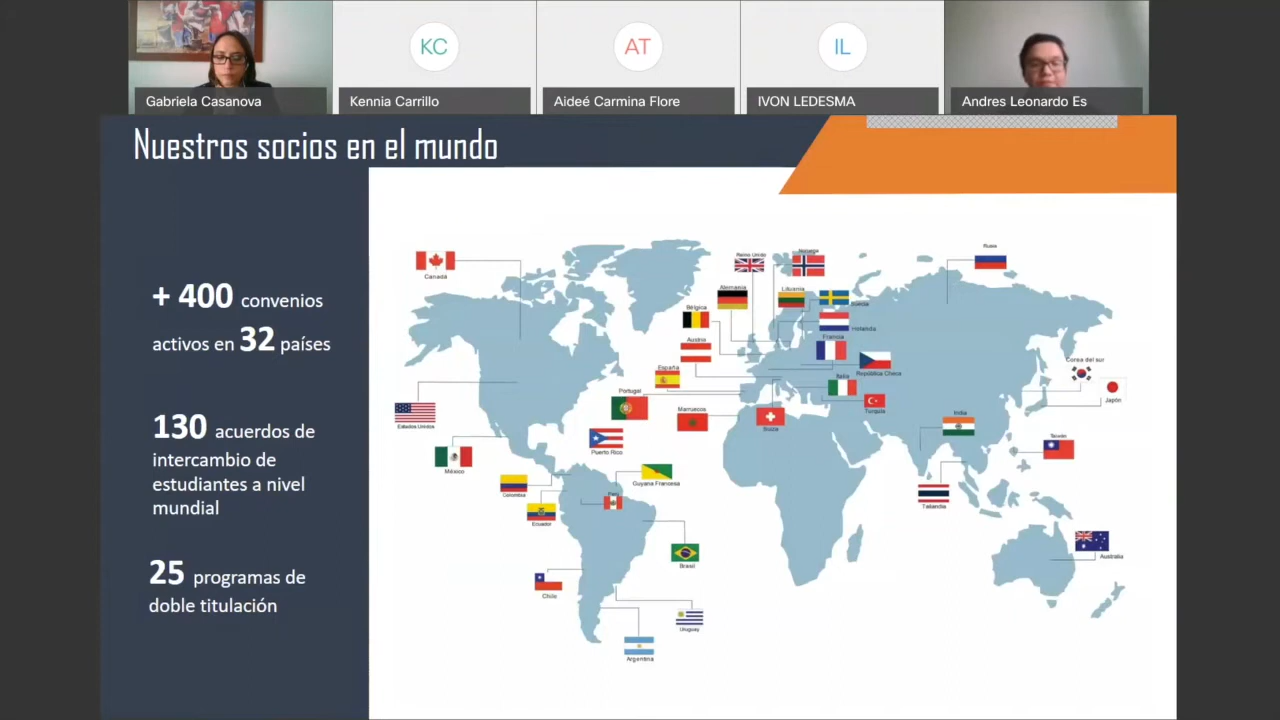 KC
AT
IL
Gabriela Casanova
Kennia Carrillo
Aideé Carmina Flore
IVON LEDESMA
Andres Leonardo Es
Nuestros socios en el mundo
+ 400 convenios
activos en 32 países
130 acuerdos de
intercambio de
estudiantes a nivel
mundial
25 programas de
doble titulación
Canadá
Reino Unido
Noruega
Rusia
Alemania
Lituania
Suecia
Bélgica
Holanda
Austria
Francia
España
República Checa
Corea del sur
Italia
Portugal
Japón
Estados Unidos
Marruecos
Suiza
Turquía
India
Puerto Rico
Taiwán
México
Colombia
Guyana Francesa
Perú
Ecuador
Tailandia
Australia
Brasil
Chile
Uruguay
Argentina